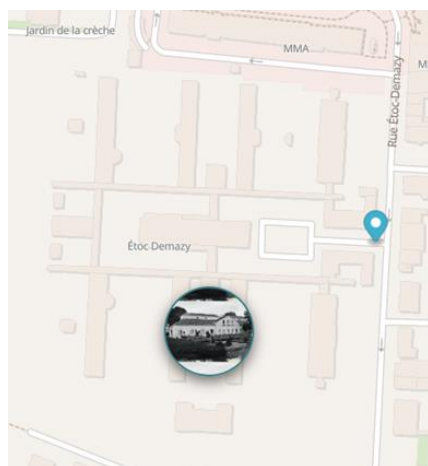 Jardin de la crèche
MMA
Rue Étoc-Demazy
M
Étoc Demazy